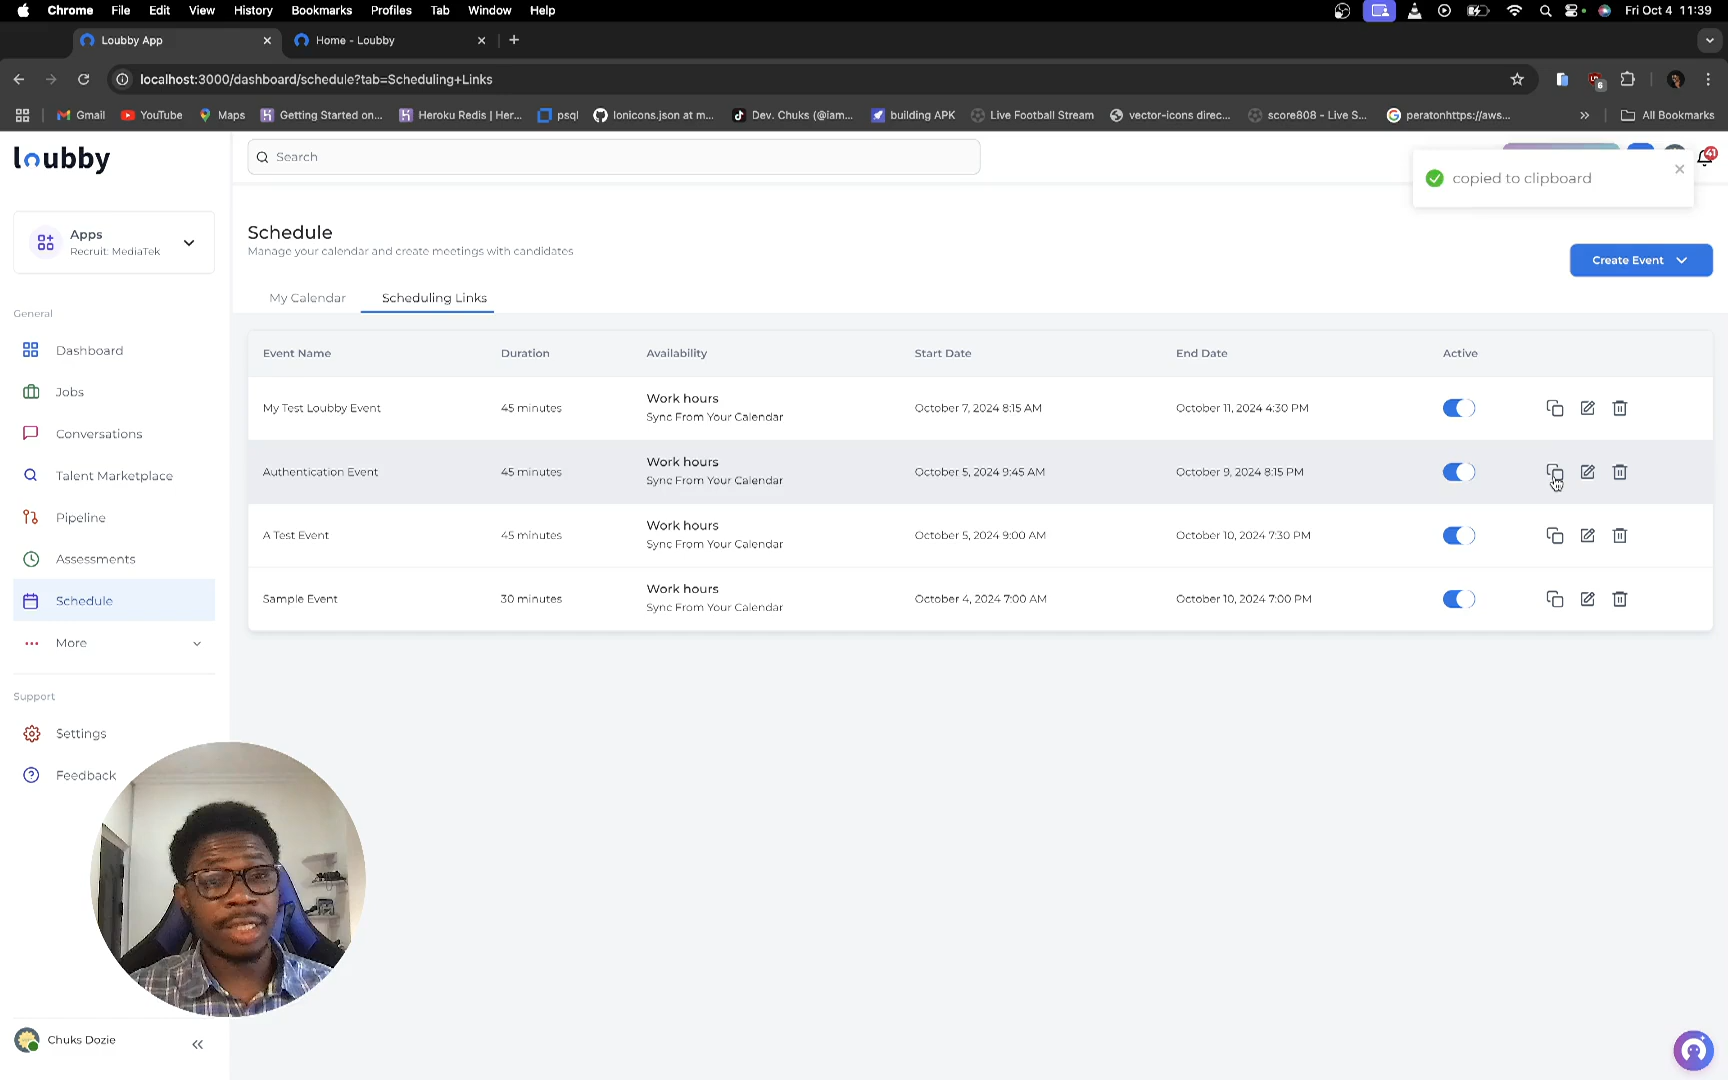 Chrome File Edit View History Bookmarks Profiles Tab Window Help Fri Oct 4 11:39
Loubby App Home - Loubby
localhost:3000/dashboard/schedule?tab=Scheduling+Links
Gmail YouTube Maps Getting Started on... Heroku Redis | Her... psql Ionicons.json at m... Dev. Chuks (@iam... building APK Live Football Stream vector-icons direc... score808 - Live S... peratonhttps://aws... » All Bookmarks
loubby
Search
41
copied to clipboard
Apps
Recruit: MediaTek
Schedule
Manage your calendar and create meetings with candidates
Create Event
My Calendar Scheduling Links
General
Dashboard
Jobs
Conversations
Talent Marketplace
Pipeline
Assessments
Schedule
More
Support
Settings
Feedback
Chuks Dozie
Event Name Duration Availability Start Date End Date Active
My Test Loubby Event 45 minutes Work hours October 7, 2024 8:15 AM October 11, 2024 4:30 PM
Sync From Your Calendar
Authentication Event 45 minutes Work hours October 5, 2024 9:45 AM October 9, 2024 8:15 PM
Sync From Your Calendar
A Test Event 45 minutes Work hours October 5, 2024 9:00 AM October 10, 2024 7:30 PM
Sync From Your Calendar
Sample Event 30 minutes Work hours October 4, 2024 7:00 AM October 10, 2024 7:00 PM
Sync From Your Calendar